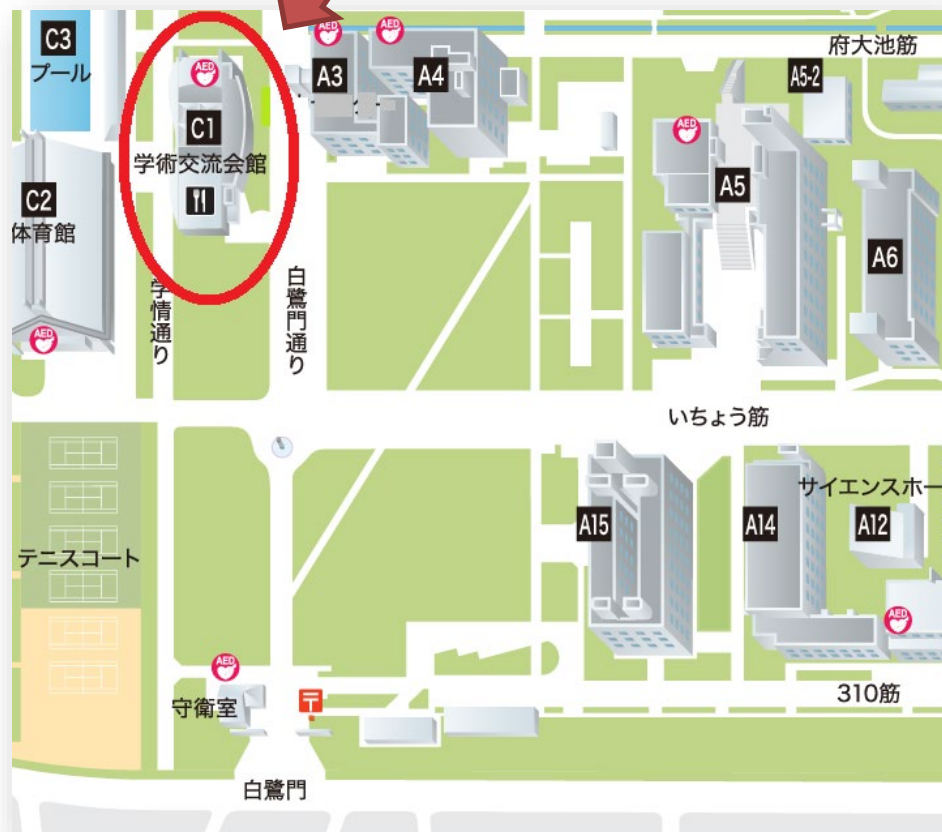 AED
AED
C3
プール
府大池筋
AED
A3
A4
A5-2
C1
学術交流会館
AED
A5
C2
体育館
A6
AED
学情通り
白鷺門通り
いちょう筋
サイエンスホー
A15
A14
A12
テニスコート
AED
AED
守衛室
〒
310筋
白鷺門